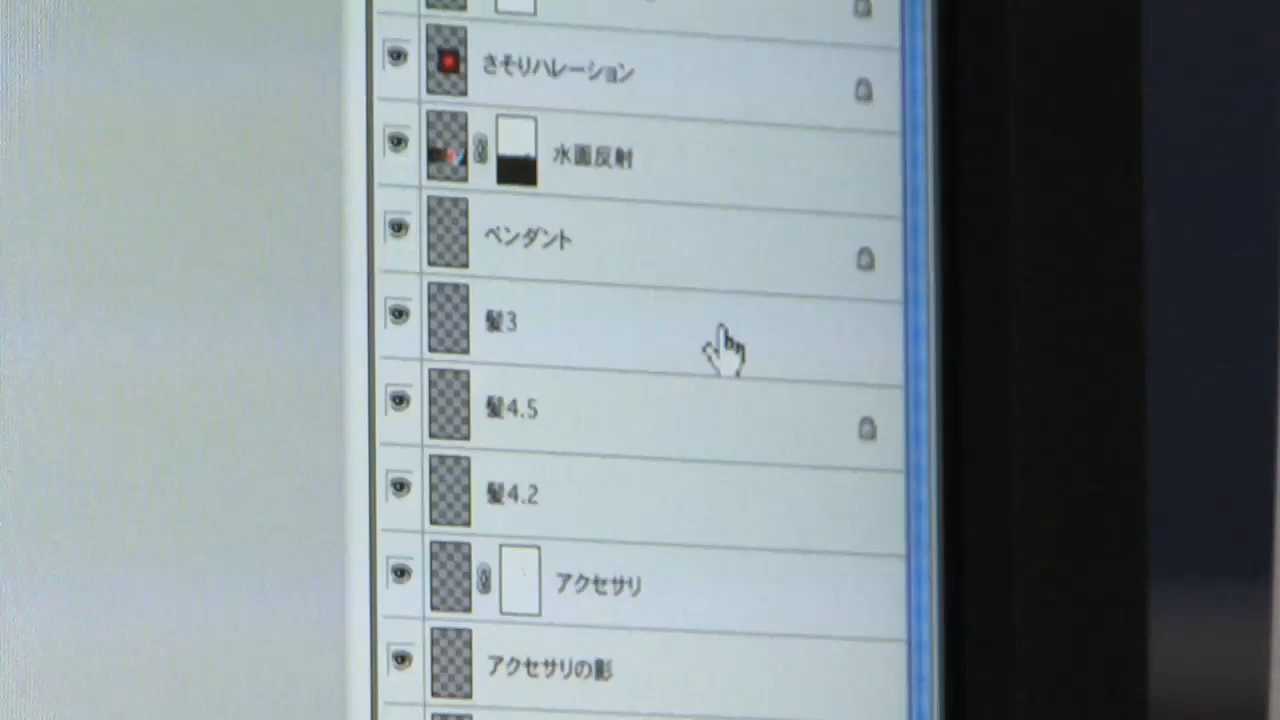 さそりハレーション
水面反射
ペンダント
髪3
髪4.5
髪4.2
アクセサリ
アクセサリの影